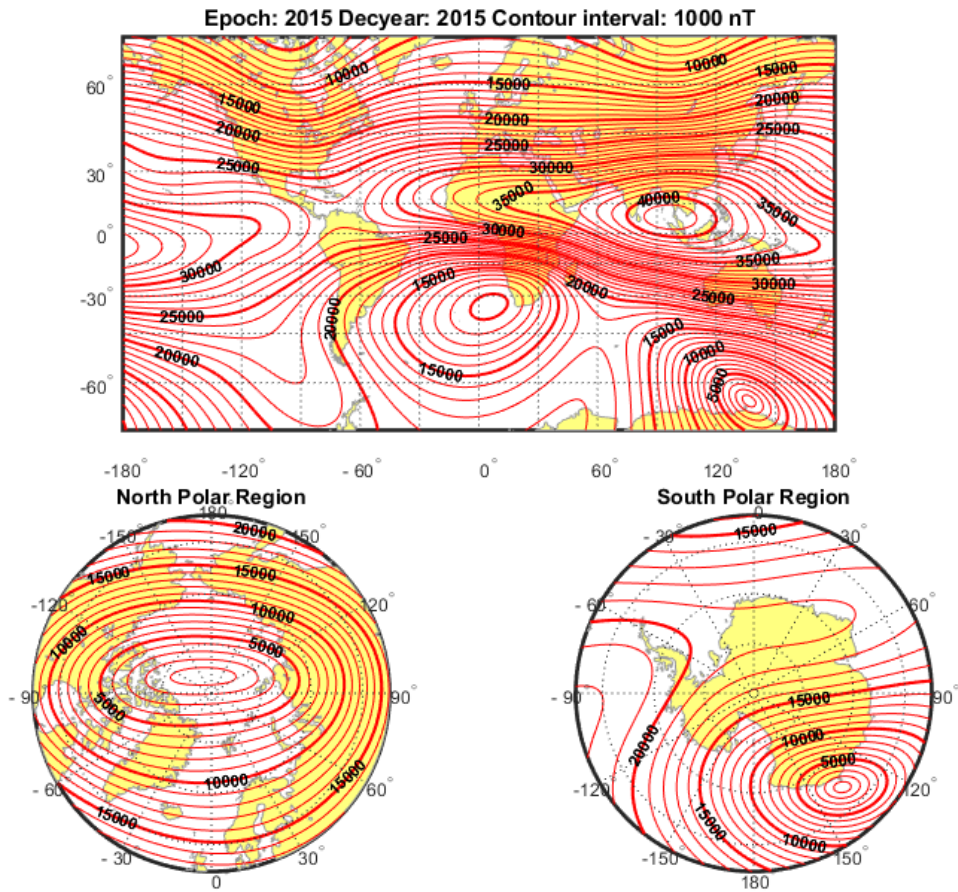 Epoch: 2015 Decyear: 2015 Contour interval: 1000 nT
10000 10000 15000
60° 15000 15000 20000
20000 20000 25000
25000 25000
30° 30000
35000 40000 35000
0° 25000 30000
30000 15000 20000 35000 30000
-30° 25000
25000 20000 15000
20000 15000 10000
-60° 5000
-180° -120° - 60° 0° 60° 120° 180°
North Polar Region South Polar Region
180° 0°
-150° 20000 150° - 30° 15000 30°
15000 15000
-120° 10000 120° - 60° 60°
10000 5000
- 90° 5000 90° - 90° 15000 90°
20000 10000
10000 5000
- 60° 15000 60° -120° 120°
15000 15000 10000
- 30° 30° -150° 150°
0 180